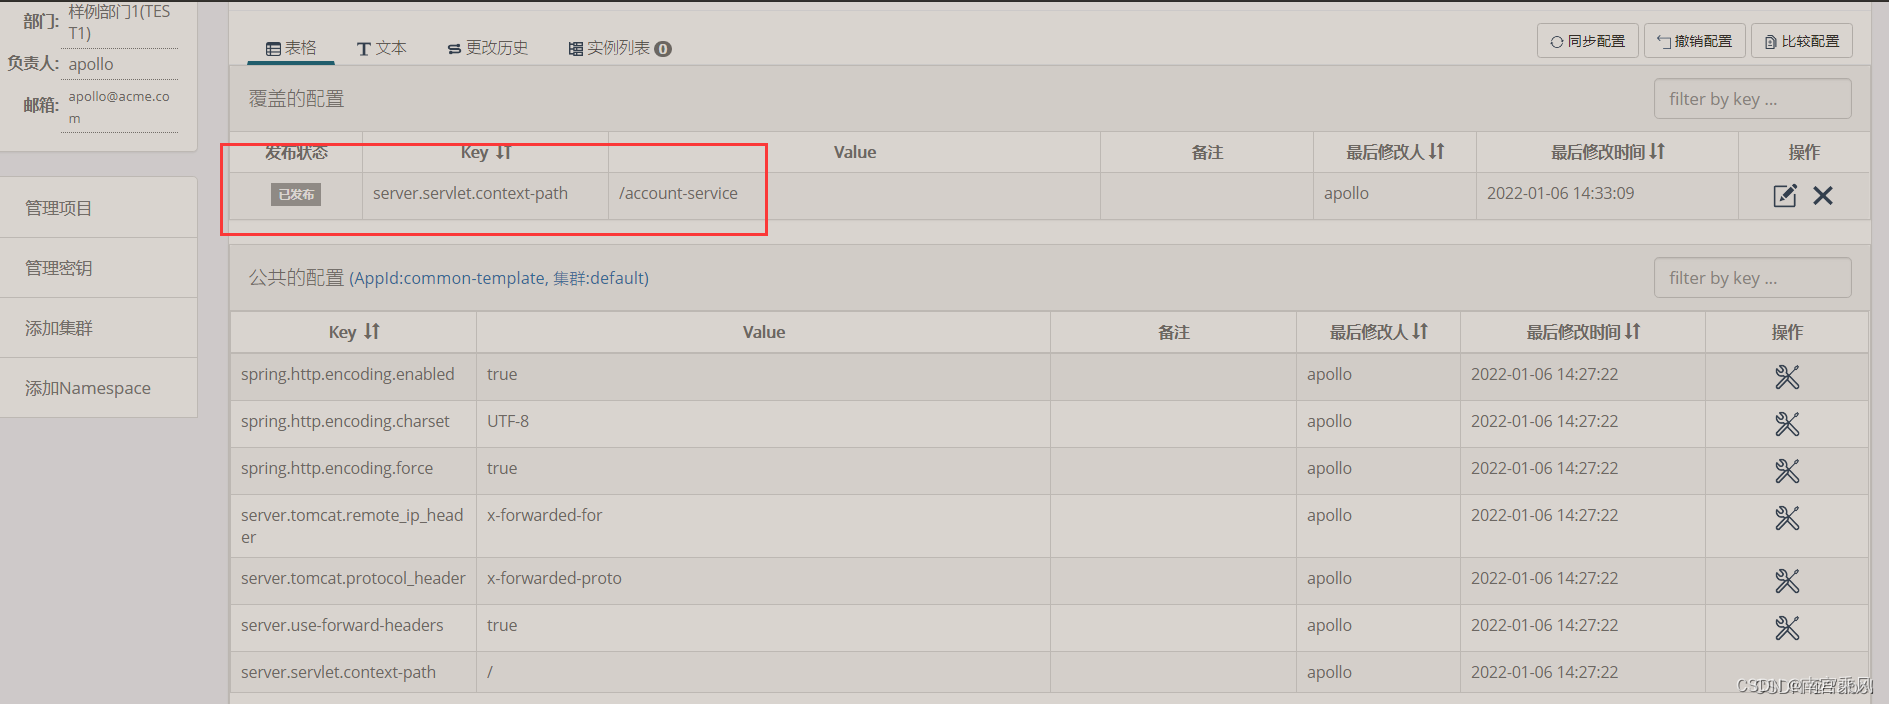 部门:
样例部门1(TES
T1)
负责人:
apollo
邮箱:
apollo@acme.co
m
管理项目
管理密钥
添加集群
添加Namespace
表格 文本 更改历史 实例列表 0
同步配置 撤销配置 比较配置
覆盖的配置
filter by key ...
发布状态 Key Value 备注 最后修改人 最后修改时间 操作
已发布 server.servlet.context-path /account-service apollo 2022-01-06 14:33:09
公共的配置 (AppId:common-template, 集群:default)
filter by key ...
Key Value 备注 最后修改人 最后修改时间 操作
spring.http.encoding.enabled true apollo 2022-01-06 14:27:22
spring.http.encoding.charset UTF-8 apollo 2022-01-06 14:27:22
spring.http.encoding.force true apollo 2022-01-06 14:27:22
server.tomcat.remote_ip_head
er
x-forwarded-for apollo 2022-01-06 14:27:22
server.tomcat.protocol_header x-forwarded-proto apollo 2022-01-06 14:27:22
server.use-forward-headers true apollo 2022-01-06 14:27:22
server.servlet.context-path / apollo 2022-01-06 14:27:22